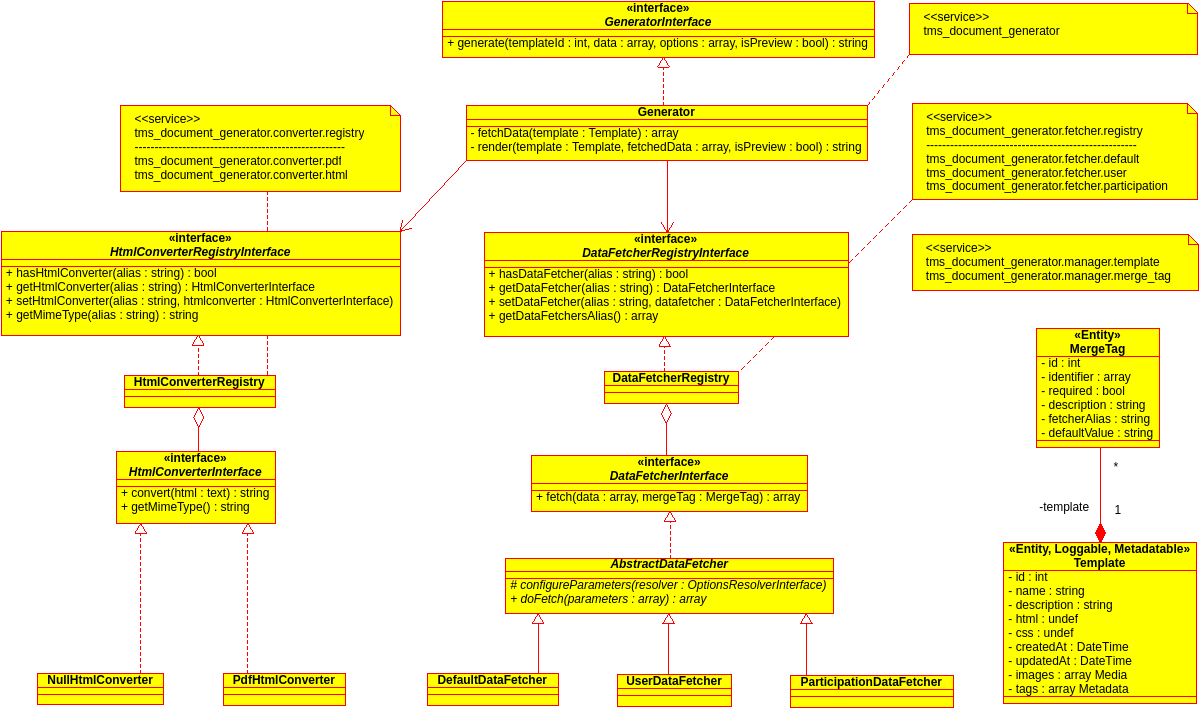 «interface»
GeneratorInterface
+ generate(templateId : int, data : array, options : array, isPreview : bool) : string
<<service>>
tms_document_generator
Generator
- fetchData(template : Template) : array
- render(template : Template, fetchedData : array, isPreview : bool) : string
<<service>>
tms_document_generator.converter.registry
--------------------------------------------------
tms_document_generator.converter.pdf
tms_document_generator.converter.html
<<service>>
tms_document_generator.fetcher.registry
--------------------------------------------------
tms_document_generator.fetcher.default
tms_document_generator.fetcher.user
tms_document_generator.fetcher.participation
«interface»
HtmlConverterRegistryInterface
+ hasHtmlConverter(alias : string) : bool
+ getHtmlConverter(alias : string) : HtmlConverterInterface
+ setHtmlConverter(alias : string, htmlconverter : HtmlConverterInterface)
+ getMimeType(alias : string) : string
«interface»
DataFetcherRegistryInterface
+ hasDataFetcher(alias : string) : bool
+ getDataFetcher(alias : string) : DataFetcherInterface
+ setDataFetcher(alias : string, datafetcher : DataFetcherInterface)
+ getDataFetchersAlias() : array
<<service>>
tms_document_generator.manager.template
tms_document_generator.manager.merge_tag
HtmlConverterRegistry
DataFetcherRegistry
«Entity»
MergeTag
- id : int
- identifier : array
- required : bool
- description : string
- fetcherAlias : string
- defaultValue : string
«interface»
HtmlConverterInterface
+ convert(html : text) : string
+ getMimeType() : string
«interface»
DataFetcherInterface
+ fetch(data : array, mergeTag : MergeTag) : array
*
-template
1
AbstractDataFetcher
# configureParameters(resolver : OptionsResolverInterface)
+ doFetch(parameters : array) : array
«Entity, Loggable, Metadatable»
Template
- id : int
- name : string
- description : string
- html : undef
- css : undef
- createdAt : DateTime
- updatedAt : DateTime
- images : array Media
- tags : array Metadata
NullHtmlConverter
PdfHtmlConverter
DefaultDataFetcher
UserDataFetcher
ParticipationDataFetcher